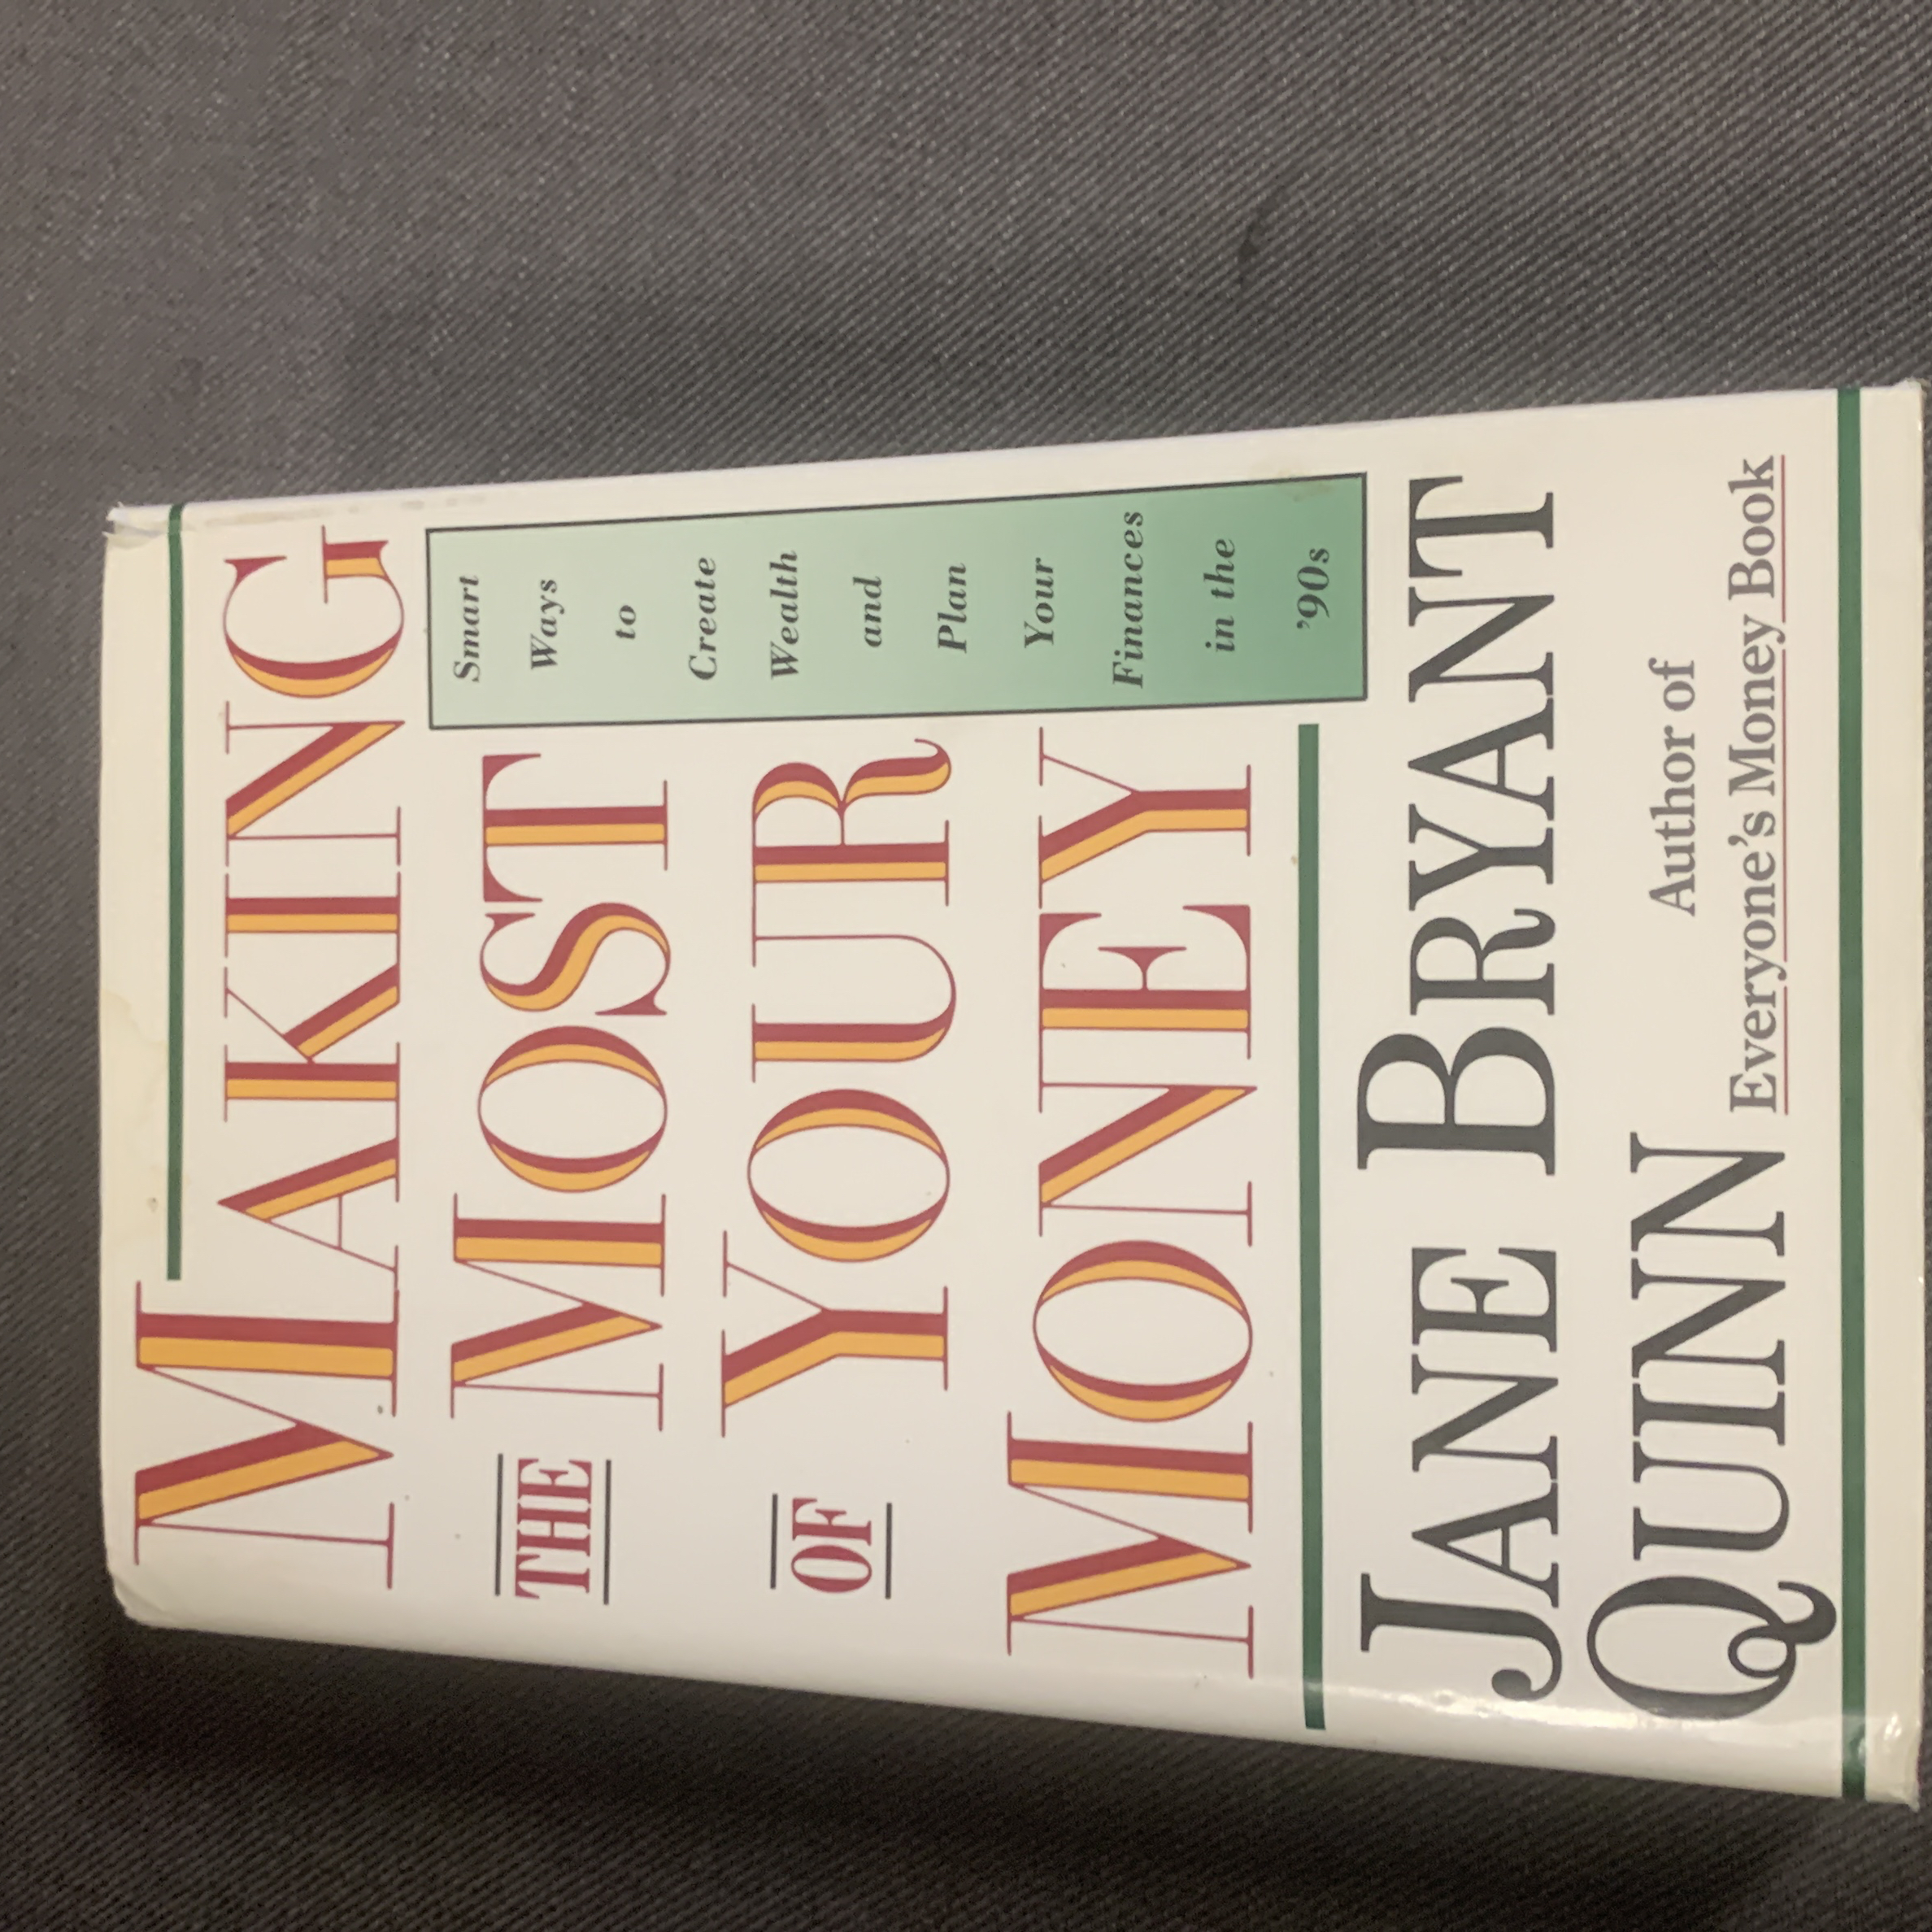 MAKING
THE MOST
OF YOUR
MONEY
Smart
Ways
to
Create
Wealth
and
Plan
Your
Finances
in the
'90s
JANE BRYANT
QUINN
Author of
Everyone's Money Book